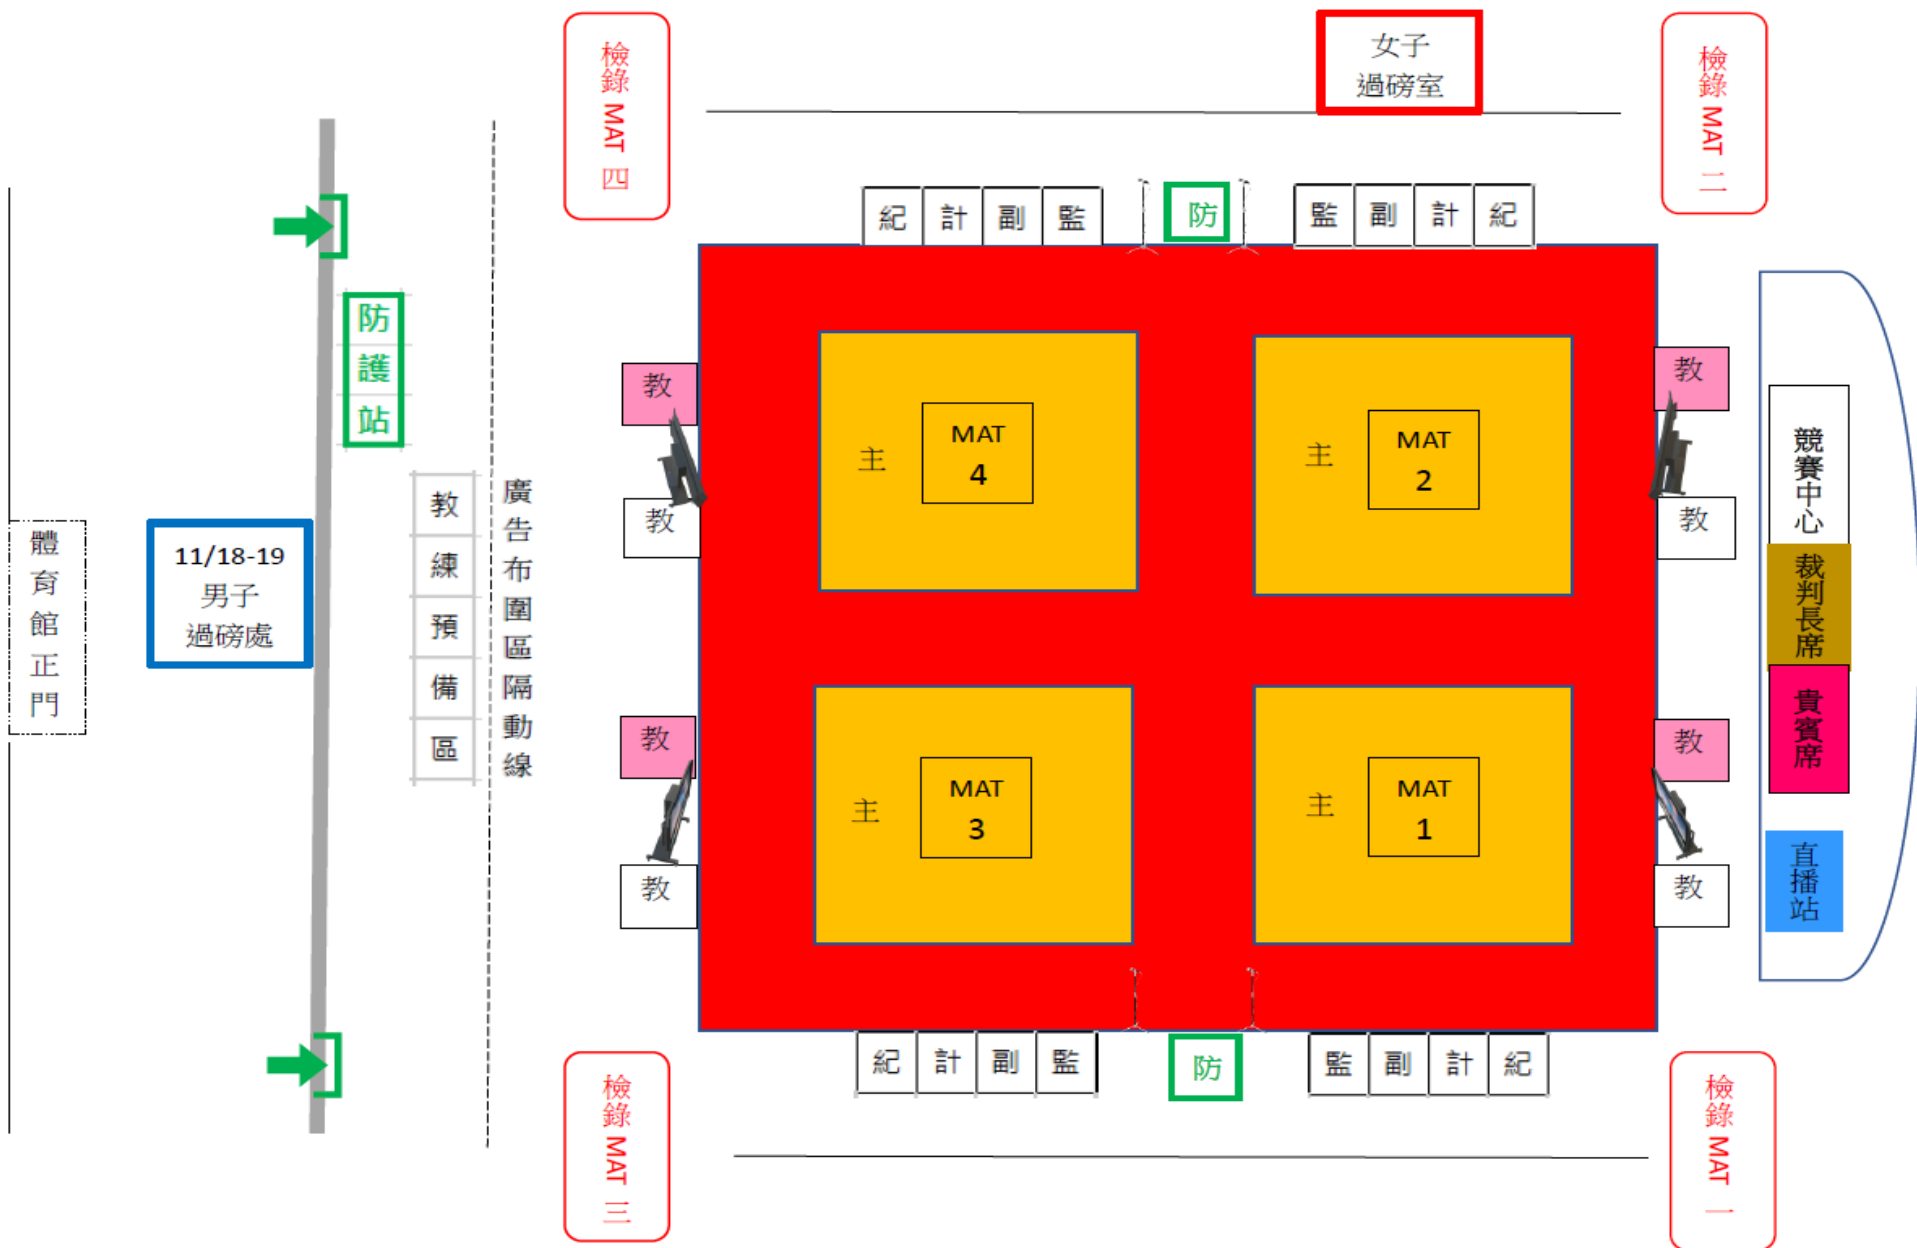 檢錄 MAT 四
女子
過磅室
檢錄 MAT 二
紀 計 副 監
防
監 副 計 紀
防護站
教
教
MAT
4
主
MAT
2
主
教
教
體育館正門
11/18-19
男子
過磅處
教練預備區
廣告布圍區隔動線
競賽中心
裁判長席
貴賓席
直播站
教
教
MAT
3
主
MAT
1
主
教
教
紀 計 副 監
防
監 副 計 紀
檢錄 MAT 三
檢錄 MAT 一